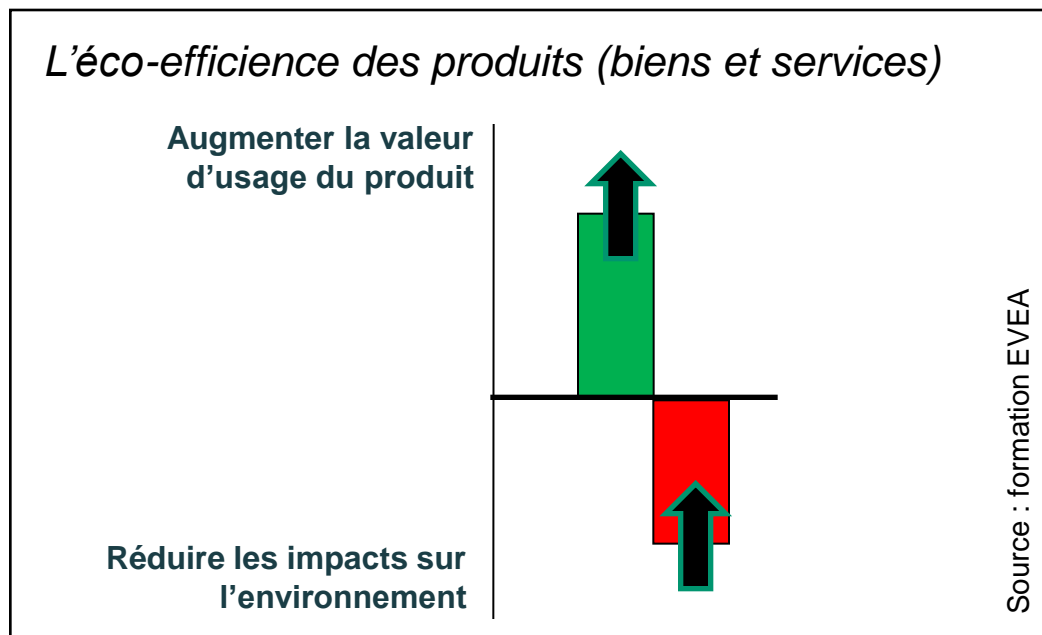 L’éco-efficience des produits (biens et services)
Augmenter la valeur
d’usage du produit
Réduire les impacts sur
l’environnement
Source : formation EVEA